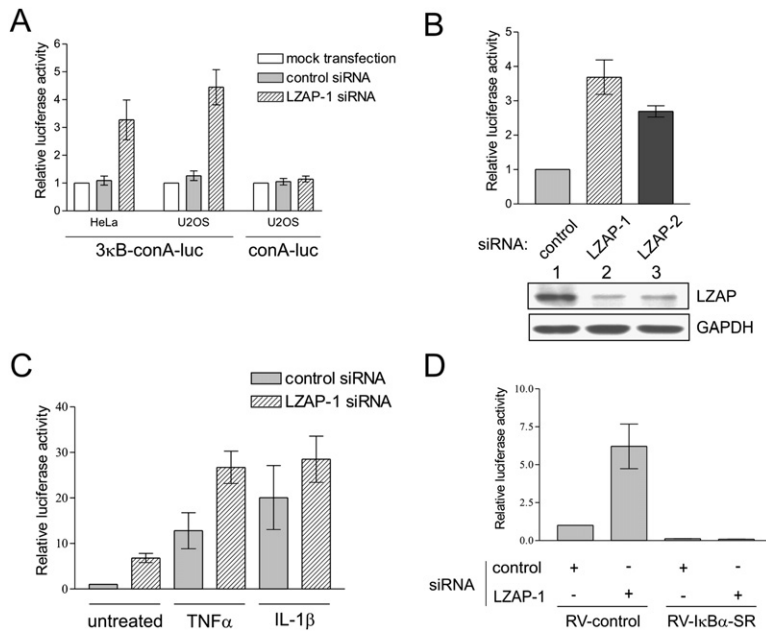 A
Relative luciferase activity
6
5
4
3
2
1
0
mock transfection
control siRNA
LZAP-1 siRNA
HeLa U2OS U2OS
3κB-conA-luc conA-luc
B
Relative luciferase activity
5
4
3
2
1
0
siRNA: control LZAP-1 LZAP-2
1 2 3
LZAP
GAPDH
C
Relative luciferase activity
40
30
20
10
0
control siRNA
LZAP-1 siRNA
untreated TNFα IL-1β
D
Relative luciferase activity
10.0
7.5
5.0
2.5
0.0
siRNA
control + - + -
LZAP-1 - + - +
RV-control RV-IκBα-SR